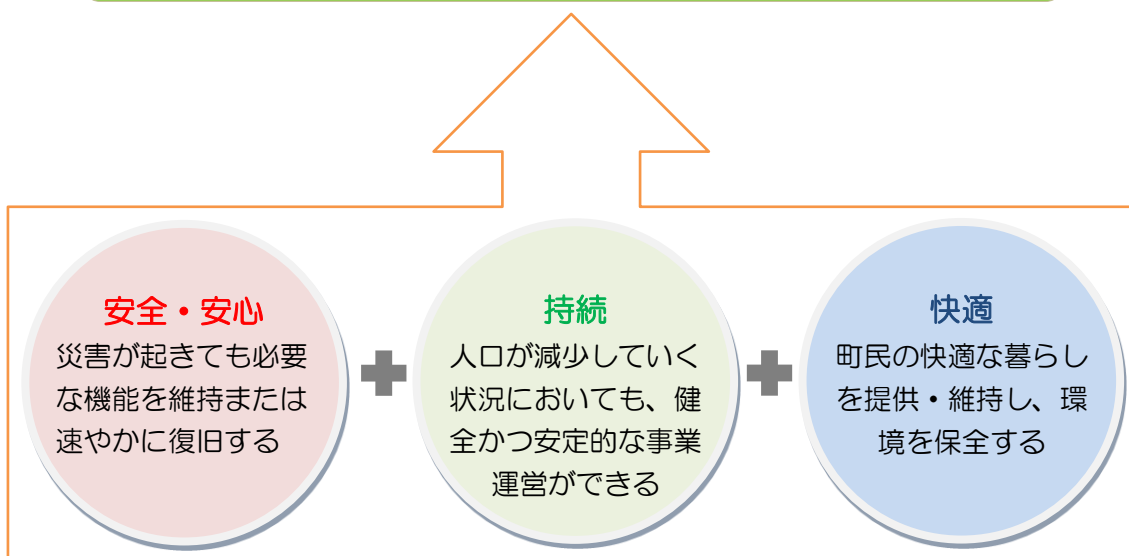 安全・安心
災害が起きても必要
な機能を維持または
速やかに復旧する
持続
人口が減少していく
状況においても、健
全かつ安定的な事業
運営ができる
快適
町民の快適な暮らし
を提供・維持し、環
境を保全する